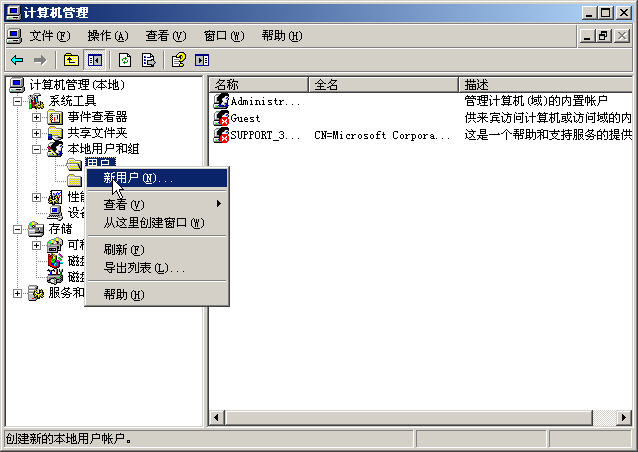 计算机管理
文件(F) 操作(A) 查看(V) 窗口(W) 帮助(H)
计算机管理(本地)
系统工具
事件查看器
共享文件夹
本地用户和组
用户
性能
设备
存储
可移
磁盘
磁盘
服务和
新用户(N)...
查看(V)
从这里创建窗口(W)
刷新(F)
导出列表(L)...
帮助(H)
名称 全名 描述
Administr... 管理计算机(域)的内置帐户
Guest 供来宾访问计算机或访问域的内
SUPPORT_3... CN=Microsoft Corpora... 这是一个帮助和支持服务的提供
创建新的本地用户帐户。